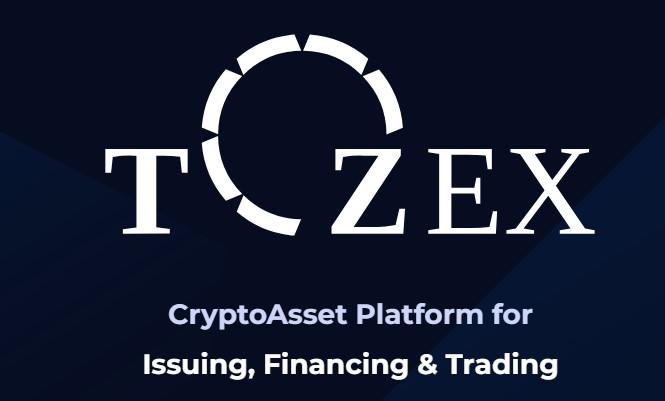 TOZEX
CryptoAsset Platform for
Issuing, Financing & Trading